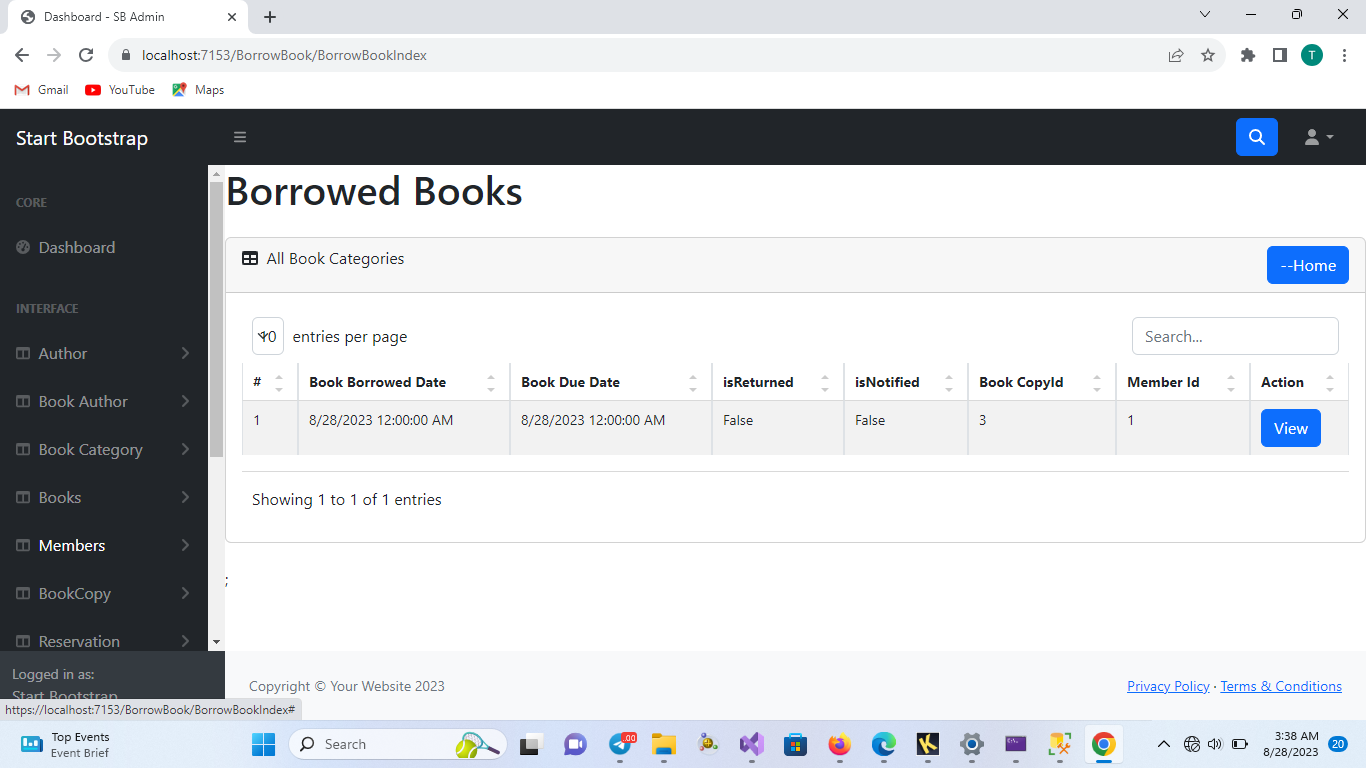 Dashboard - SB Admin
localhost:7153/BorrowBook/BorrowBookIndex
T
Gmail
YouTube
Maps
Start Bootstrap
CORE
Dashboard
INTERFACE
Author
Book Author
Book Category
Books
Members
BookCopy
Reservation
Logged in as:
Start Bootstrap
https://localhost:7153/BorrowBook/BorrowBookIndex#
Borrowed Books
All Book Categories
--Home
10 entries per page
Search...
# Book Borrowed Date Book Due Date isReturned isNotified Book CopyId Member Id Action
1 8/28/2023 12:00:00 AM 8/28/2023 12:00:00 AM False False 3 1 View
Showing 1 to 1 of 1 entries
;
Copyright © Your Website 2023
Privacy Policy · Terms & Conditions
Top Events
Event Brief
Search
.00
K
3:38 AM
8/28/2023
20